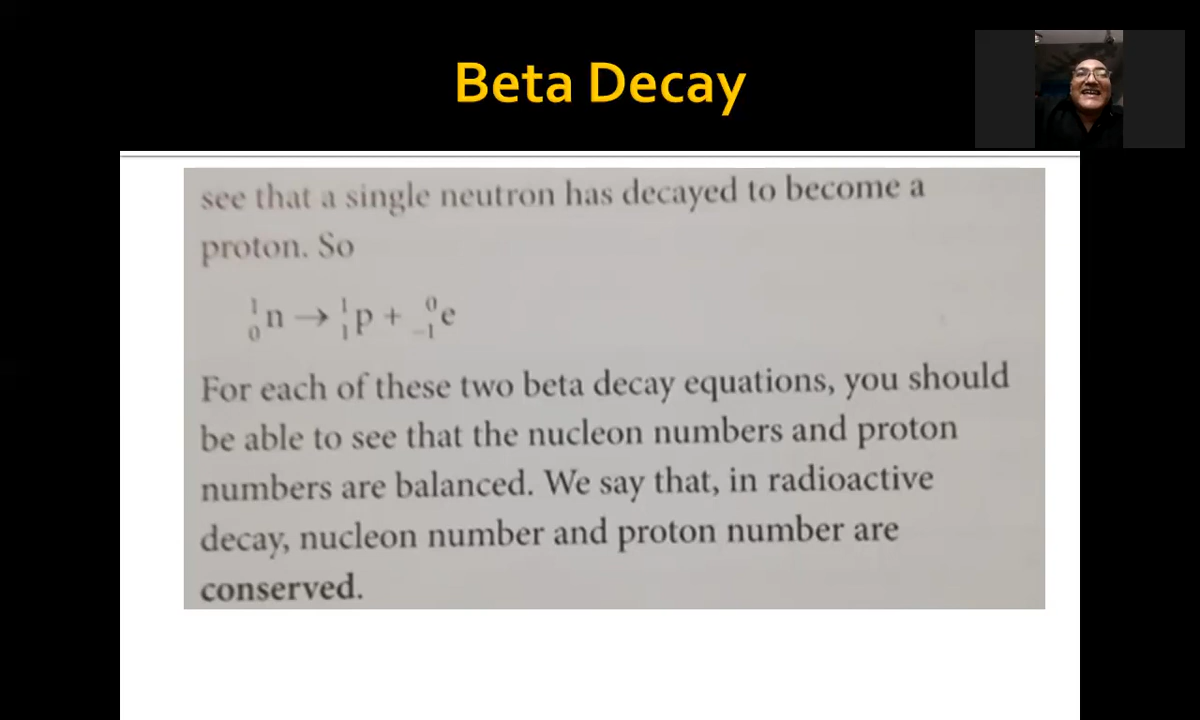 Beta Decay
see that a single neutron has decayed to become a
proton. So
¹₀n → ¹₁p + ⁰₋₁e
For each of these two beta decay equations, you should
be able to see that the nucleon numbers and proton
numbers are balanced. We say that, in radioactive
decay, nucleon number and proton number are
conserved.